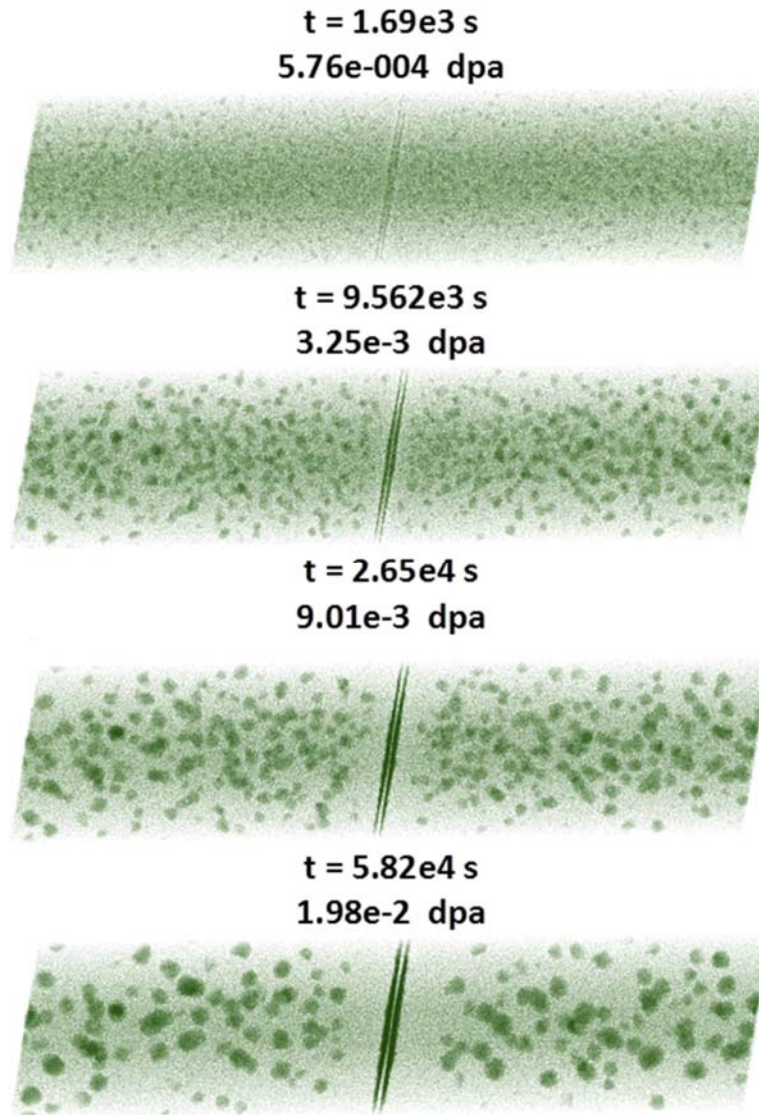 t = 1.69e3 s
5.76e-004 dpa
t = 9.562e3 s
3.25e-3 dpa
t = 2.65e4 s
9.01e-3 dpa
t = 5.82e4 s
1.98e-2 dpa